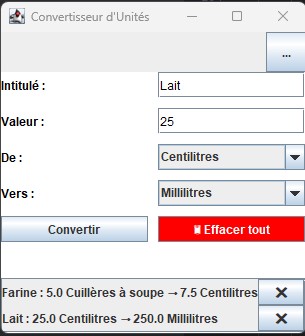 Convertisseur d'Unités
...
Intitulé :
Lait
Valeur :
25
De :
Centilitres
Vers :
Millilitres
Convertir
Effacer tout
Farine : 5.0 Cuillères à soupe → 7.5 Centilitres
Lait : 25.0 Centilitres → 250.0 Millilitres